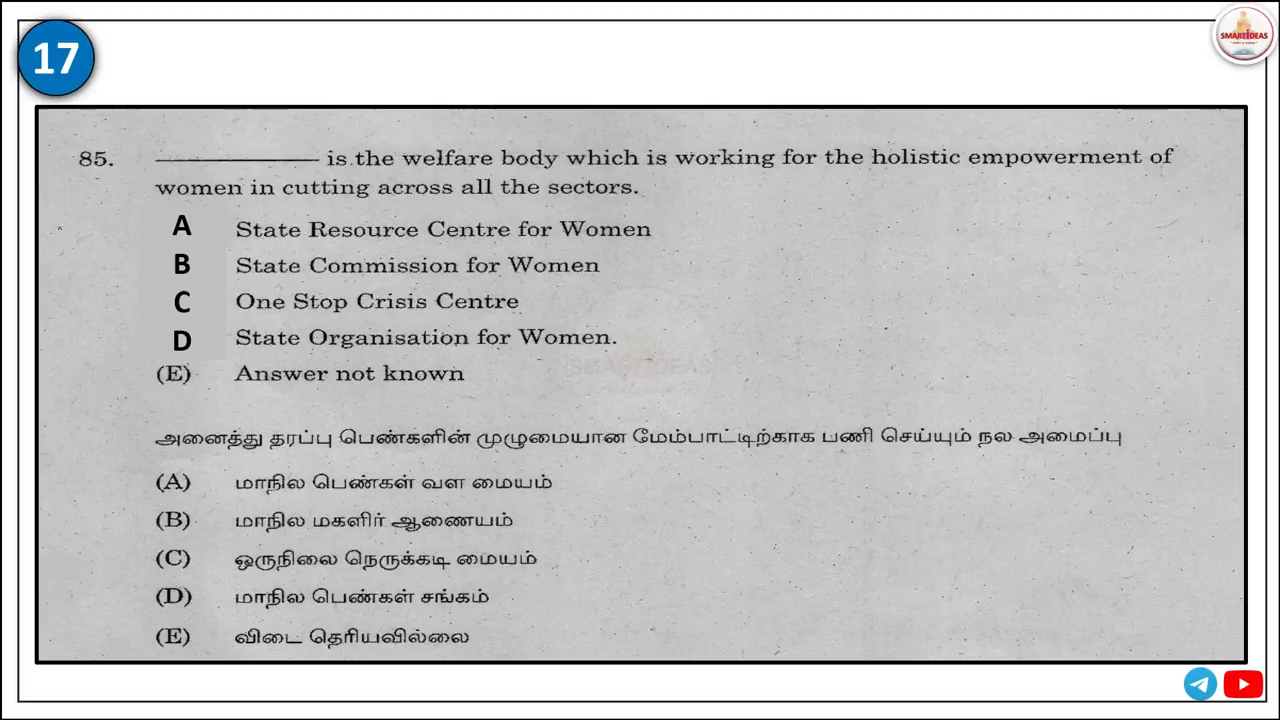 17
SMARTIDEAS
85. ________ is the welfare body which is working for the holistic empowerment of
women in cutting across all the sectors.
A State Resource Centre for Women
B State Commission for Women
C One Stop Crisis Centre
D State Organisation for Women.
(E) Answer not known
SMARTIDEAS
அனைத்து தரப்பு பெண்களின் முழுமையான மேம்பாட்டிற்காக பணி செய்யும் நல அமைப்பு
(A) மாநில பெண்கள் வள மையம்
(B) மாநில மகளிர் ஆணையம்
(C) ஒருநிலை நெருக்கடி மையம்
(D) மாநில பெண்கள் சங்கம்
(E) விடை தெரியவில்லை